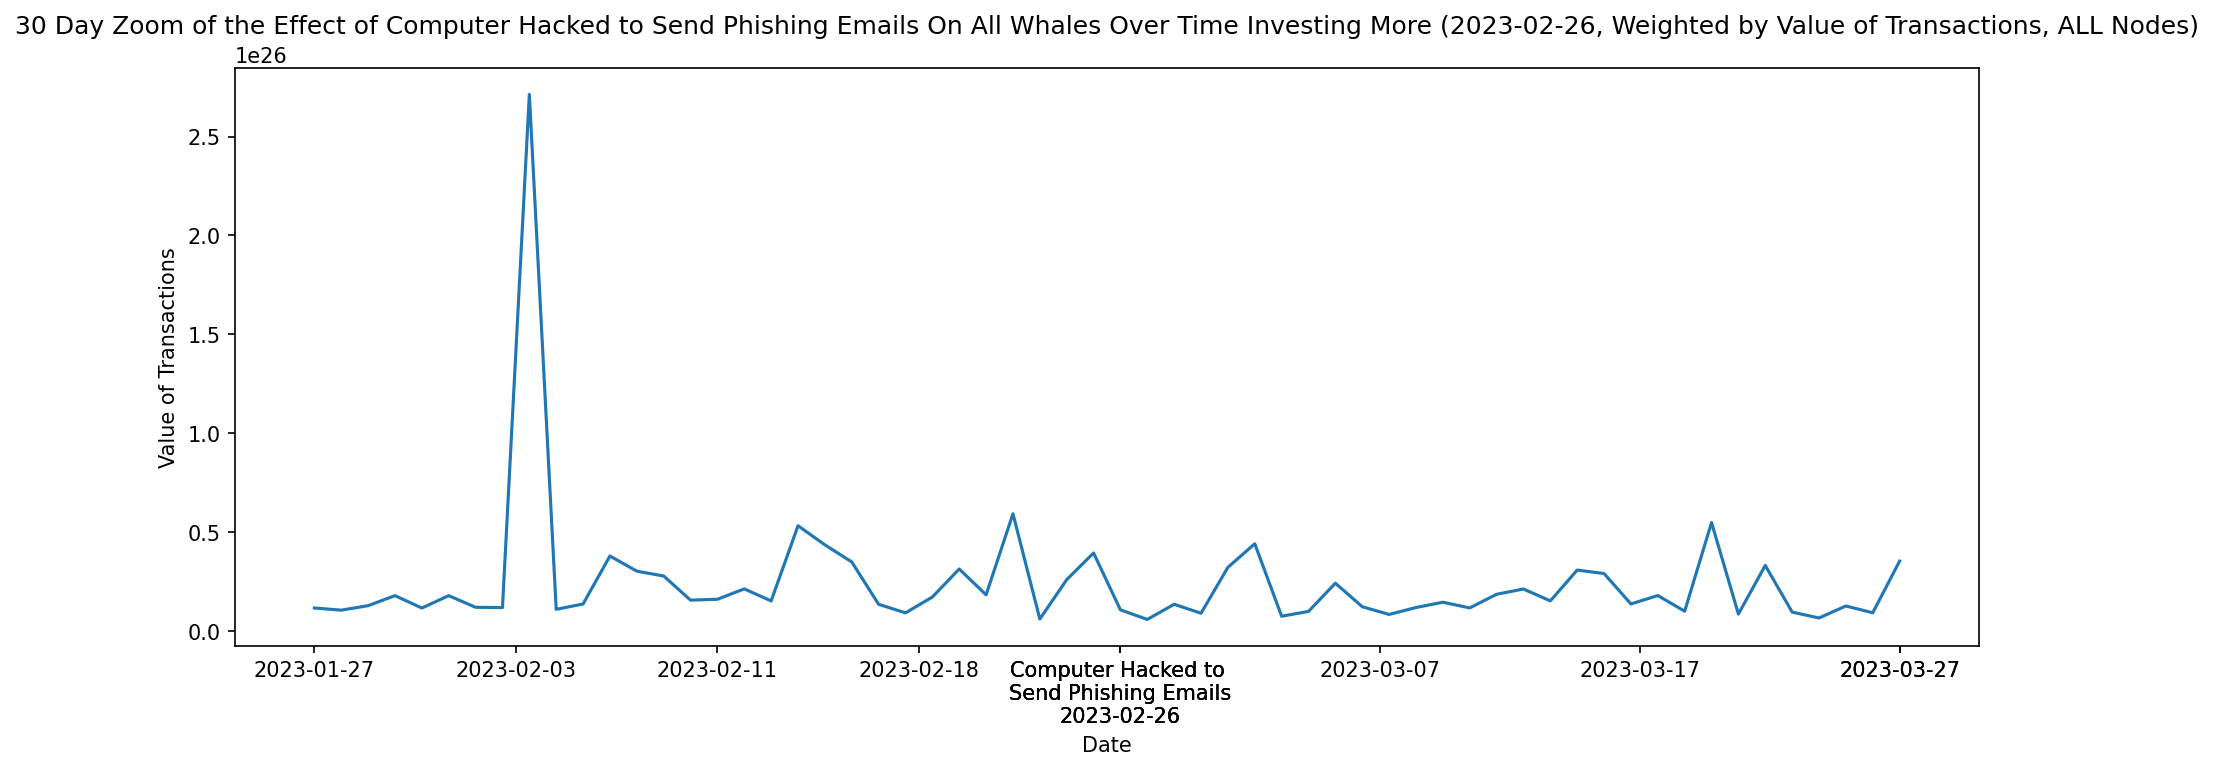 30 Day Zoom of the Effect of Computer Hacked to Send Phishing Emails On All Whales Over Time Investing More (2023-02-26, Weighted by Value of Transactions, ALL Nodes)
1e26
2.5
2.0
1.5
1.0
0.5
0.0
Value of Transactions
2023-01-27
2023-02-03
2023-02-11
2023-02-18
Computer Hacked to
Send Phishing Emails
2023-02-26
2023-03-07
2023-03-17
2023-03-27
Date